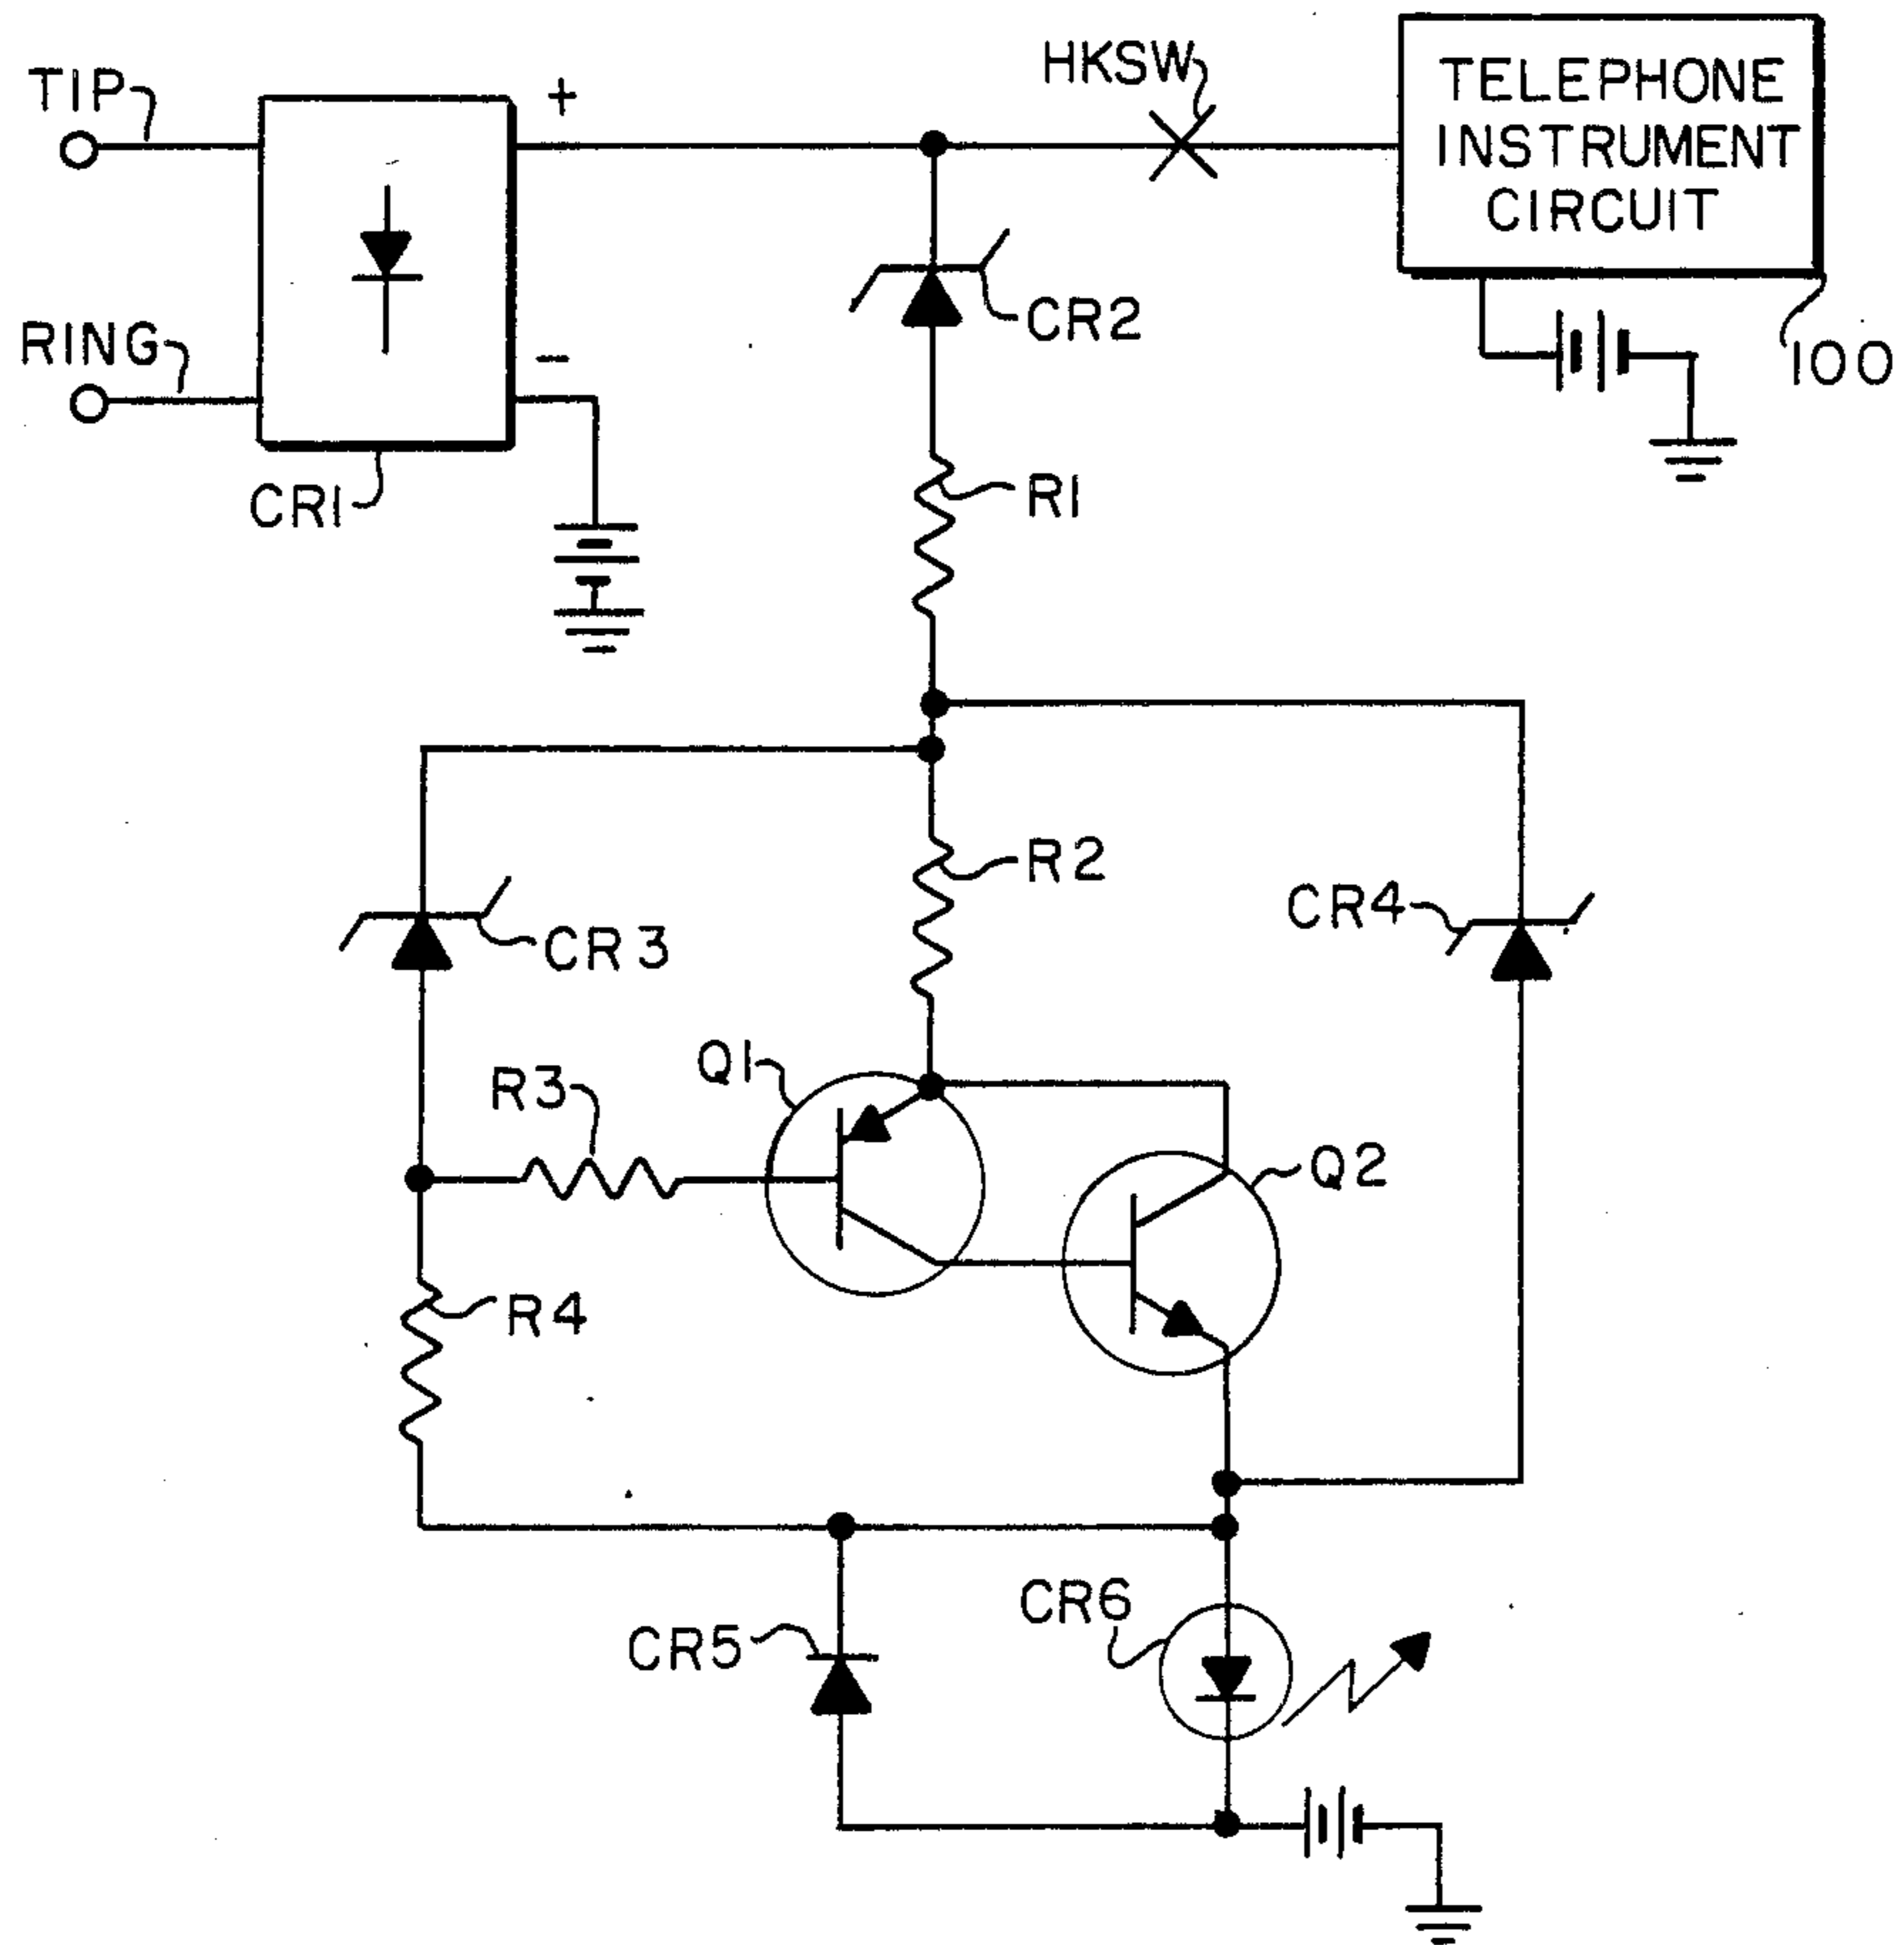 TIP
+
HKSW
TELEPHONE
INSTRUMENT
CIRCUIT
CR2
RING
-
100
CR1
R1
R2
CR4
CR3
Q1
R3
Q2
R4
CR6
CR5